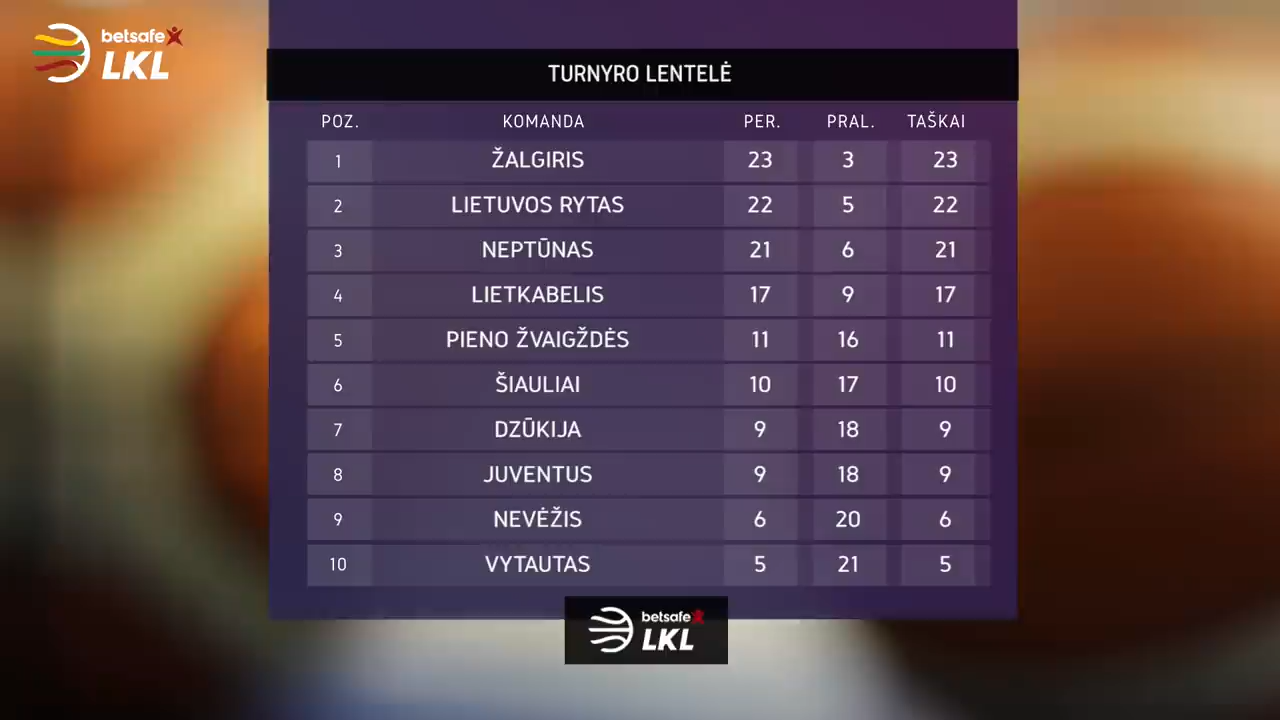 betsafe
LKL
TURNYRO LENTELĖ
POZ. KOMANDA PER. PRAL. TAŠKAI
1 ŽALGIRIS 23 3 23
2 LIETUVOS RYTAS 22 5 22
3 NEPTŪNAS 21 6 21
4 LIETKABELIS 17 9 17
5 PIENO ŽVAIGŽDĖS 11 16 11
6 ŠIAULIAI 10 17 10
7 DZŪKIJA 9 18 9
8 JUVENTUS 9 18 9
9 NEVĖŽIS 6 20 6
10 VYTAUTAS 5 21 5
betsafe
LKL